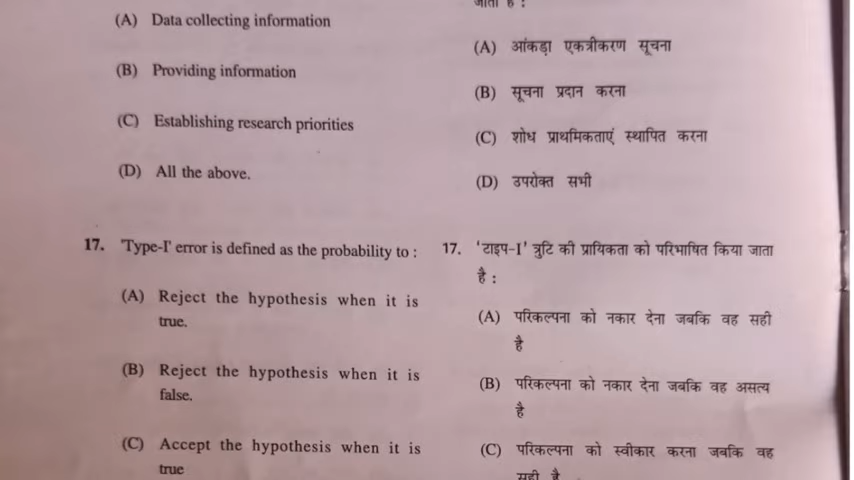 (A) Data collecting information
(B) Providing information
(C) Establishing research priorities
(D) All the above.
17. 'Type-I' error is defined as the probability to :
(A) Reject the hypothesis when it is
true.
(B) Reject the hypothesis when it is
false.
(C) Accept the hypothesis when it is
true
जाता है :
(A) आंकड़ा एकत्रीकरण सूचना
(B) सूचना प्रदान करना
(C) शोध प्राथमिकताएं स्थापित करना
(D) उपरोक्त सभी
17. 'टाइप-I' त्रुटि की प्रायिकता को परिभाषित किया जाता
है :
(A) परिकल्पना को नकार देना जबकि वह सही
है
(B) परिकल्पना को नकार देना जबकि वह असत्य
है
(C) परिकल्पना को स्वीकार करना जबकि वह
सही है